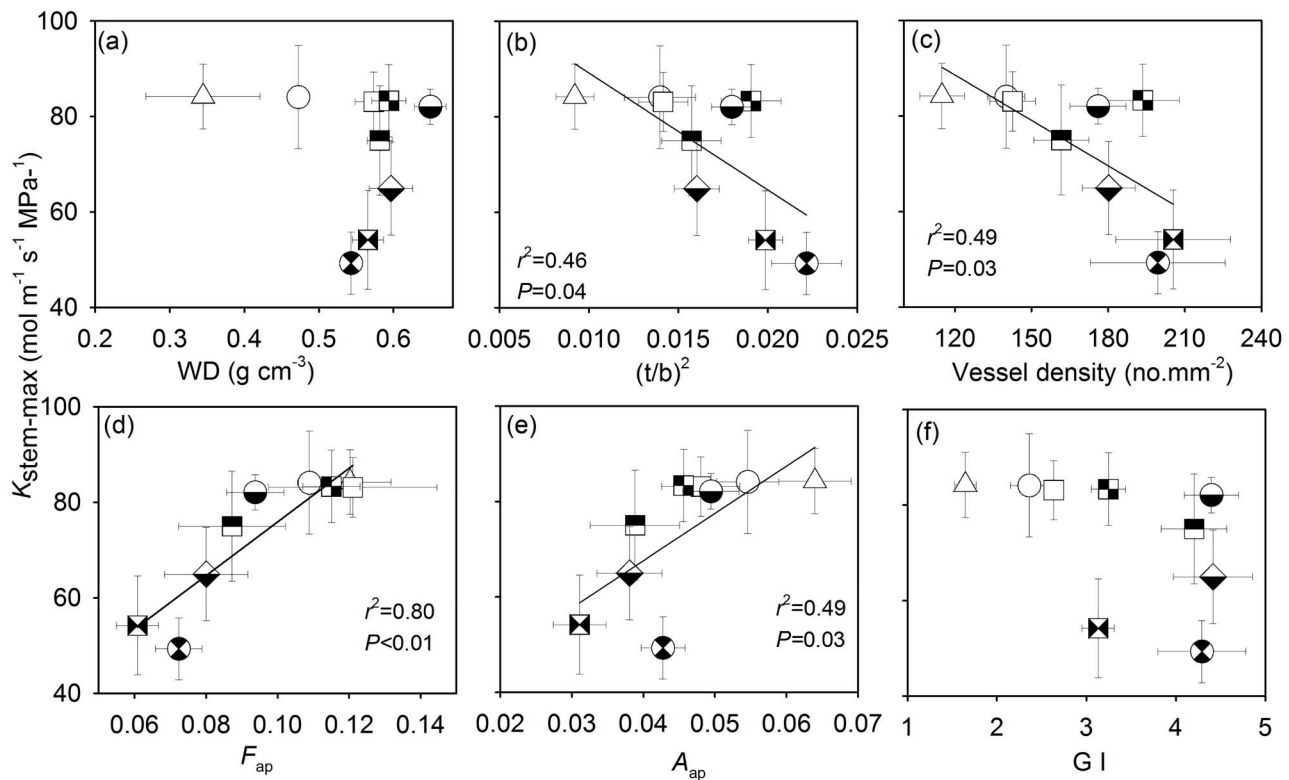 Kstem-max (mol m-1 s-1 MPa-1)
100
80
60
40
(a)
0.2 0.3 0.4 0.5 0.6
WD (g cm-3)
(b)
r2=0.46
P=0.04
0.005 0.010 0.015 0.020 0.025
(t/b)2
(c)
r2=0.49
P=0.03
120 150 180 210 240
Vessel density (no.mm-2)
100
80
60
40
(d)
r2=0.80
P<0.01
0.06 0.08 0.10 0.12 0.14
Fap
(e)
r2=0.49
P=0.03
0.02 0.03 0.04 0.05 0.06 0.07
Aap
(f)
1 2 3 4 5
G I